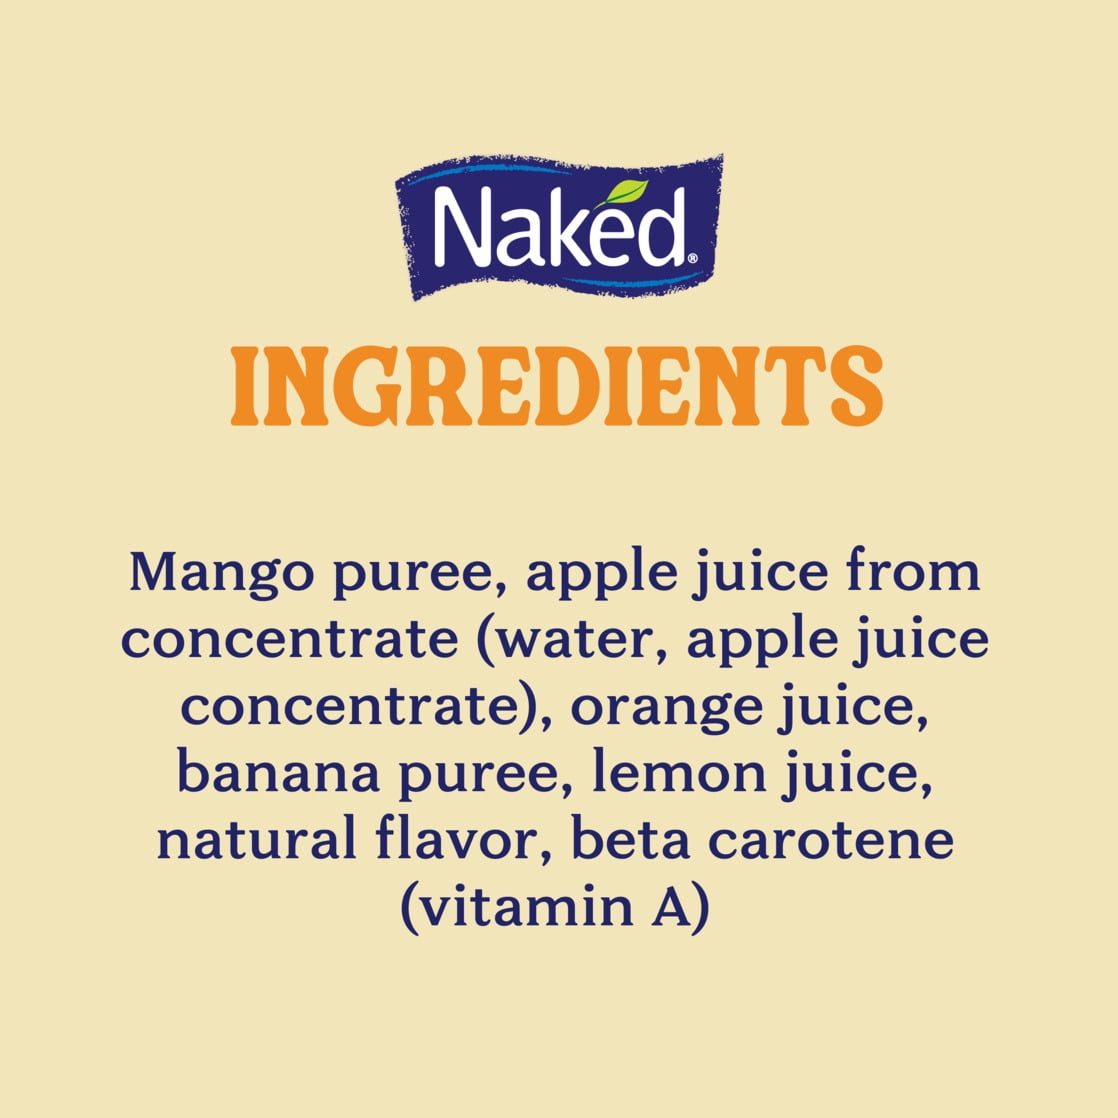 Naked®
INGREDIENTS
Mango puree, apple juice from
concentrate (water, apple juice
concentrate), orange juice,
banana puree, lemon juice,
natural flavor, beta carotene
(vitamin A)